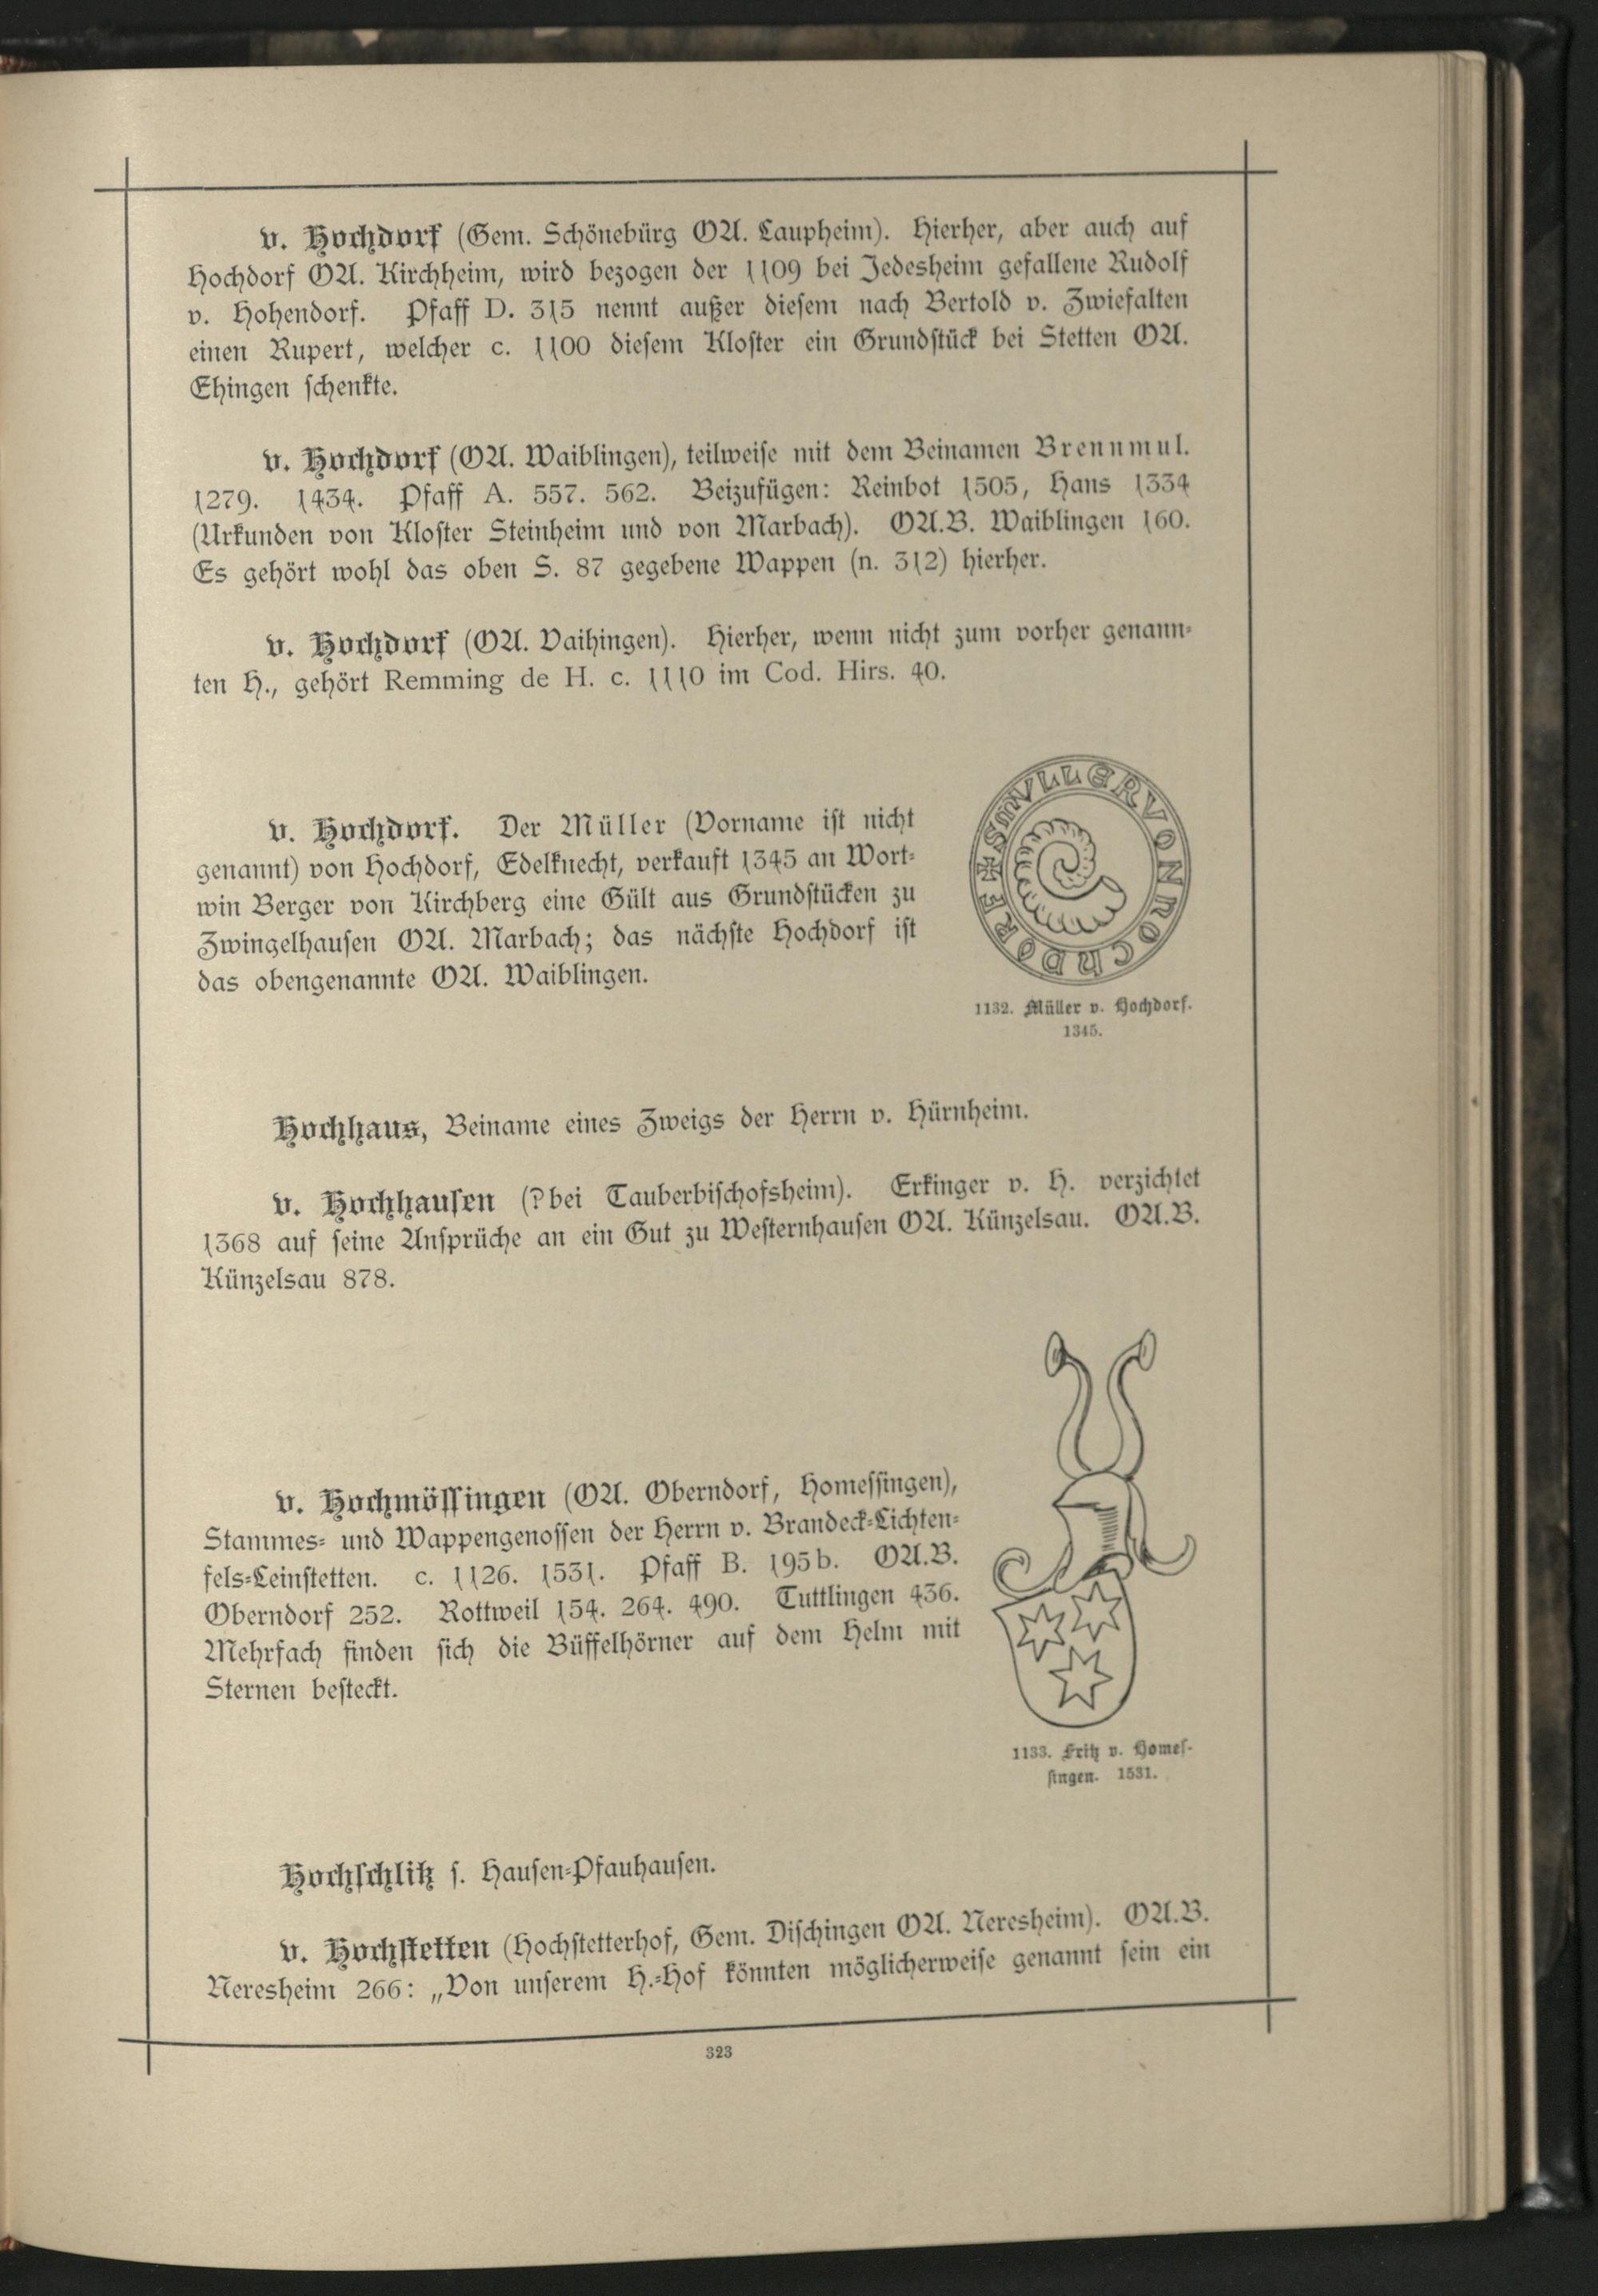 v. Hochdorf (Gem. Schönebürg OA. Laupheim). Hierher, aber auch auf
Hochdorf OA. Kirchheim, wird bezogen der 1109 bei Jedesheim gefallene Rudolf
v. Hohendorf. Pfaff D. 315 nennt außer diesem nach Bertold v. Zwiefalten
einen Rupert, welcher c. 1100 diesem Kloster ein Grundstück bei Stetten OA.
Ehingen schenkte.
v. Hochdorf (OA. Waiblingen), teilweise mit dem Beinamen Brennmul.
1279. 1434. Pfaff A. 557. 562. Beizufügen: Reinbot 1305, Hans 1334
(Urkunden von Kloster Steinheim und von Marbach). OA.B. Waiblingen 160.
Es gehört wohl das oben S. 87 gegebene Wappen (n. 312) hierher.
v. Hochdorf (OA. Vaihingen). Hierher, wenn nicht zum vorher genann-
ten H., gehört Remming de H. c. 1110 im Cod. Hirs. 40.
v. Hochdorf. Der Müller (Vorname ist nicht
genannt) von Hochdorf, Edelknecht, verkauft 1345 an Wort-
win Berger von Kirchberg eine Gült aus Grundstücken zu
Zwingelhausen OA. Marbach; das nächste Hochdorf ist
das obengenannte OA. Waiblingen.
✠ S MVLLER VON HOCHDORF
1132. Müller v. Hochdorf.
1345.
Hochhaus, Beiname eines Zweigs der Herrn v. Hürnheim.
v. Hochhausen (? bei Tauberbischofsheim). Erkinger v. H. verzichtet
1368 auf seine Ansprüche an ein Gut zu Westernhausen OA. Künzelsau. OA.B.
Künzelsau 878.
v. Hochmössingen (OA. Oberndorf, Homessingen),
Stammes- und Wappengenossen der Herrn v. Brandeck-Lichten-
fels-Leinstetten. c. 1126. 1531. Pfaff B. 195b. OA.B.
Oberndorf 252. Rottweil 154. 264. 490. Tuttlingen 436.
Mehrfach finden sich die Büffelhörner auf dem Helm mit
Sternen besteckt.
1133. Fritz v. Homes-
singen. 1531.
Hochschlitz s. Hausen-Pfauhausen.
v. Hochstetten (Hochstetterhof, Gem. Dischingen OA. Neresheim). OA.B.
Neresheim 266: „Von unserem H.-Hof könnten möglicherweise genannt sein ein
323